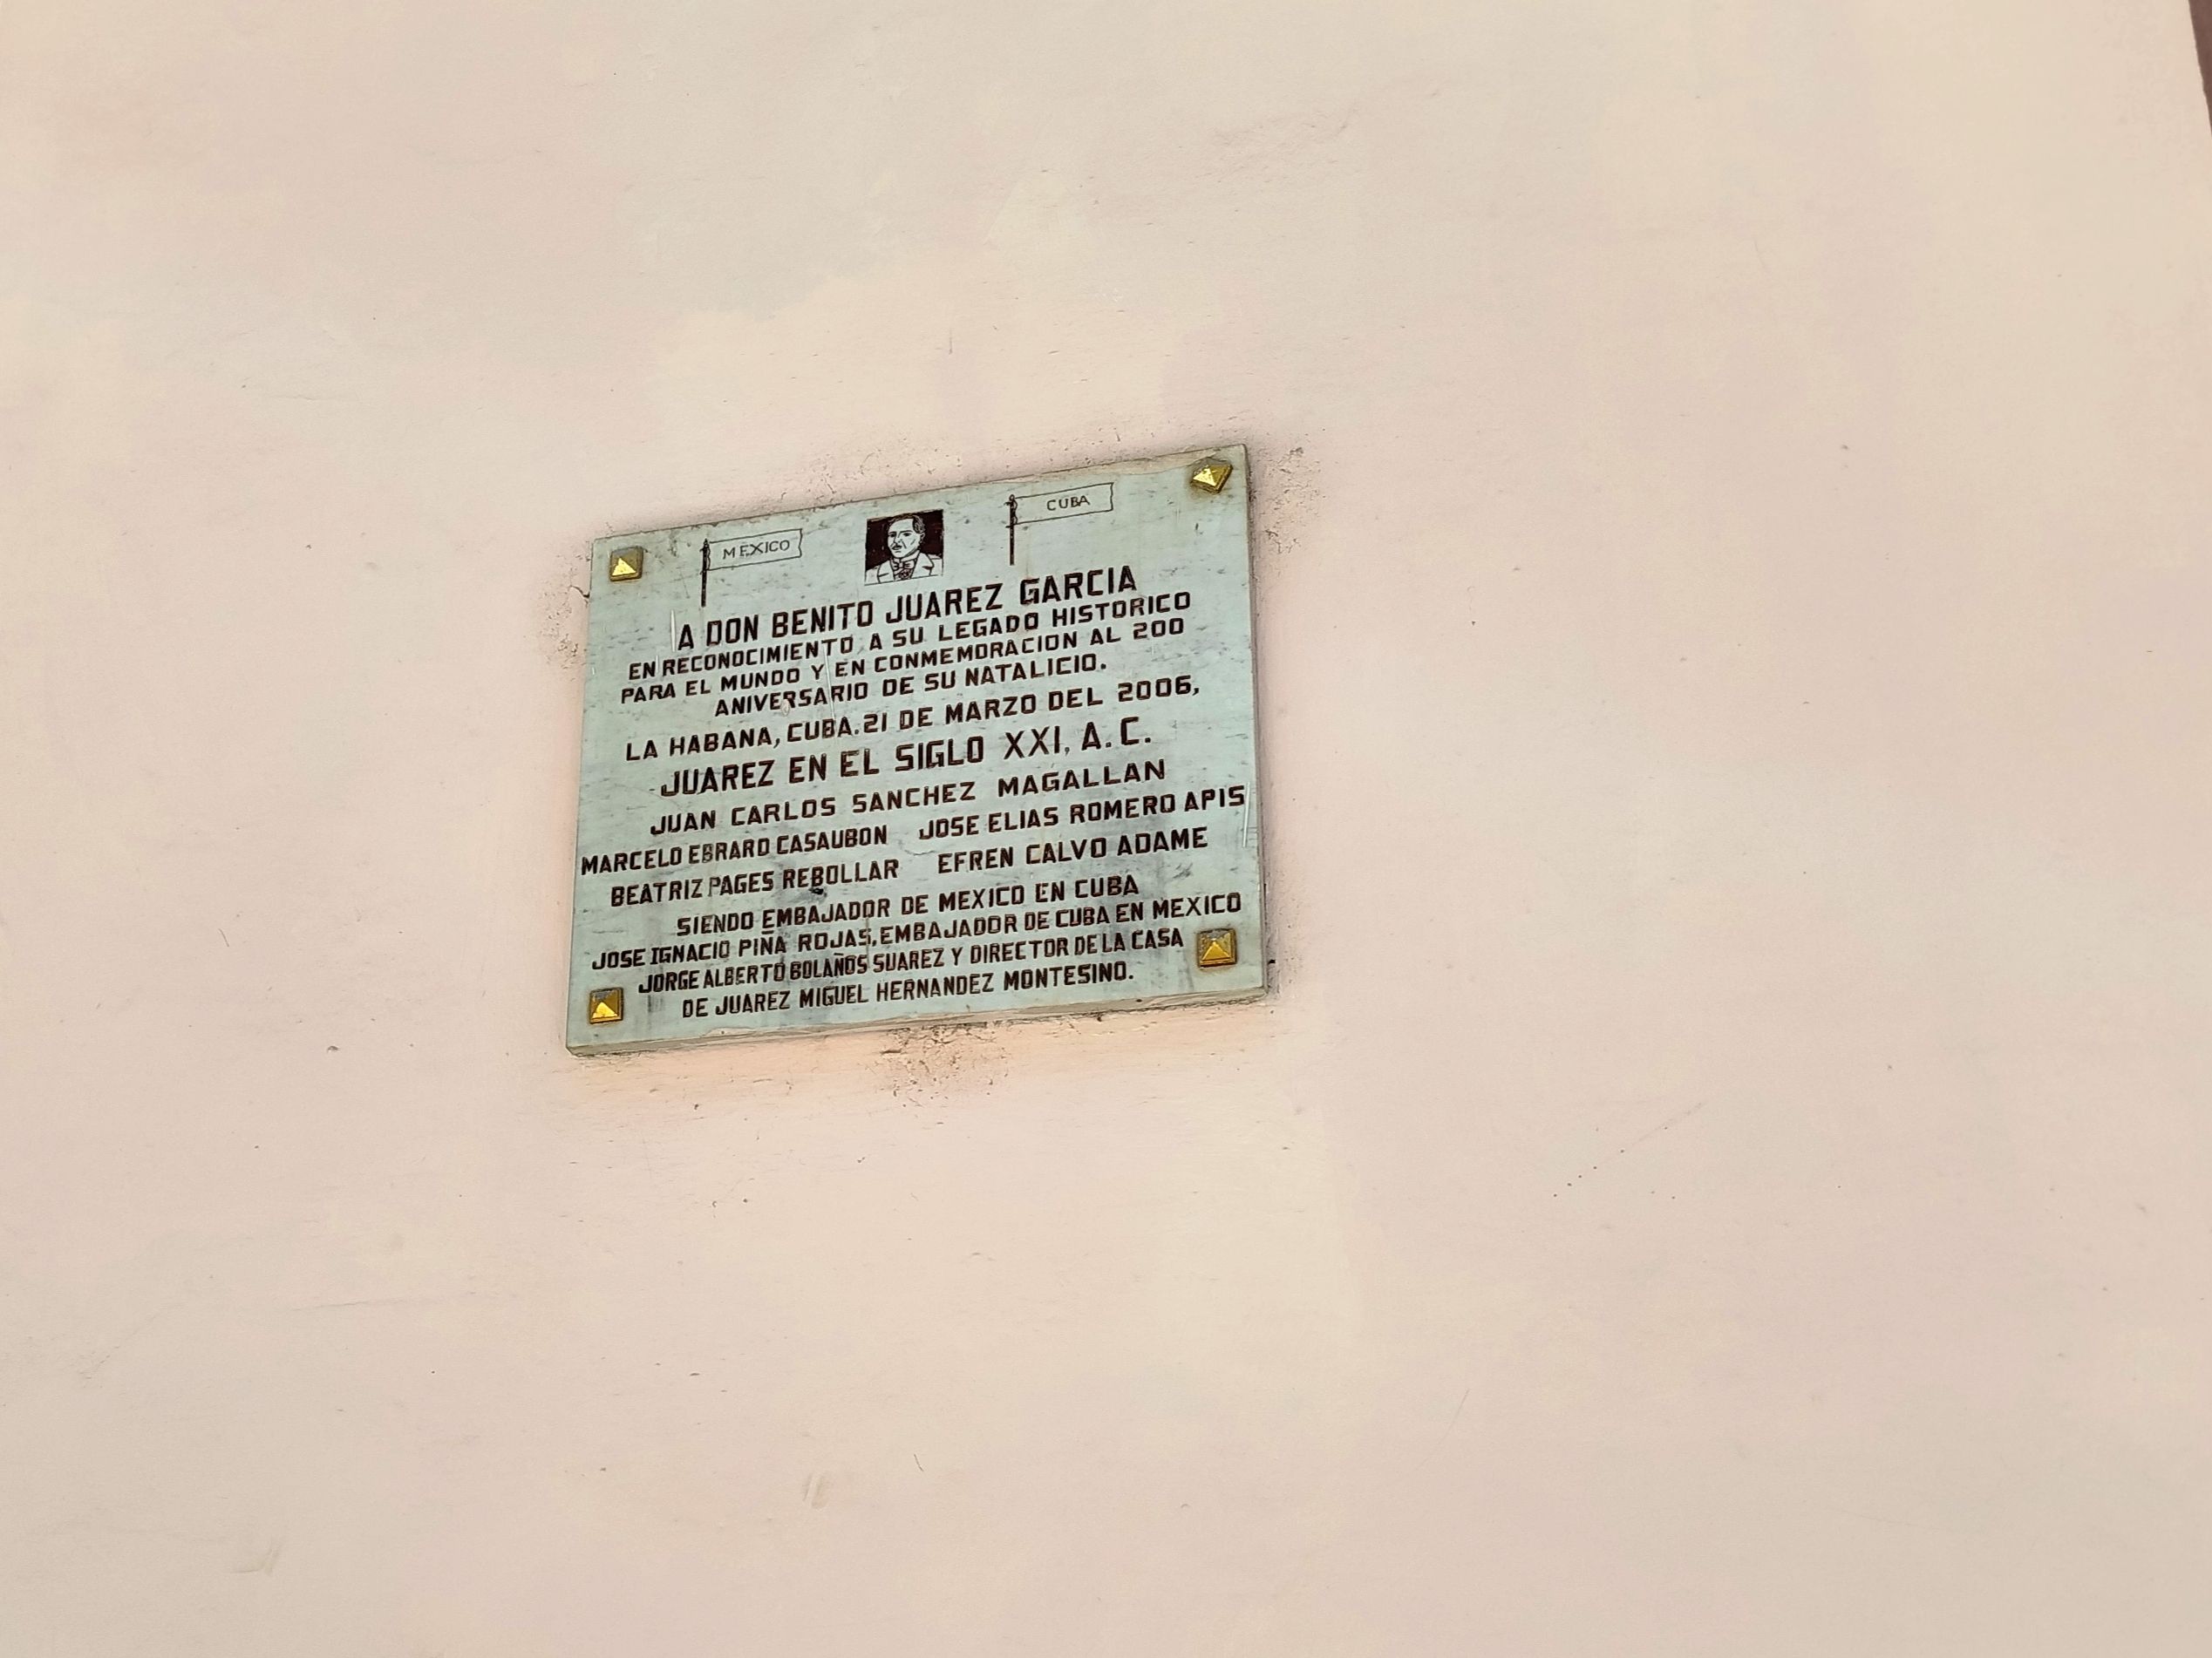 MEXICO
CUBA
A DON BENITO JUAREZ GARCIA
EN RECONOCIMIENTO A SU LEGADO HISTORICO
PARA EL MUNDO Y EN CONMEMORACION AL 200
ANIVERSARIO DE SU NATALICIO.
LA HABANA, CUBA. 21 DE MARZO DEL 2006,
JUAREZ EN EL SIGLO XXI, A.C.
JUAN CARLOS SANCHEZ MAGALLAN
MARCELO EBRARD CASAUBON JOSE ELIAS ROMERO APIS
BEATRIZ PAGES REBOLLAR EFREN CALVO ADAME
SIENDO EMBAJADOR DE MEXICO EN CUBA
JOSE IGNACIO PIÑA ROJAS, EMBAJADOR DE CUBA EN MEXICO
JORGE ALBERTO BOLAÑOS SUAREZ Y DIRECTOR DE LA CASA
DE JUAREZ MIGUEL HERNANDEZ MONTESINO.